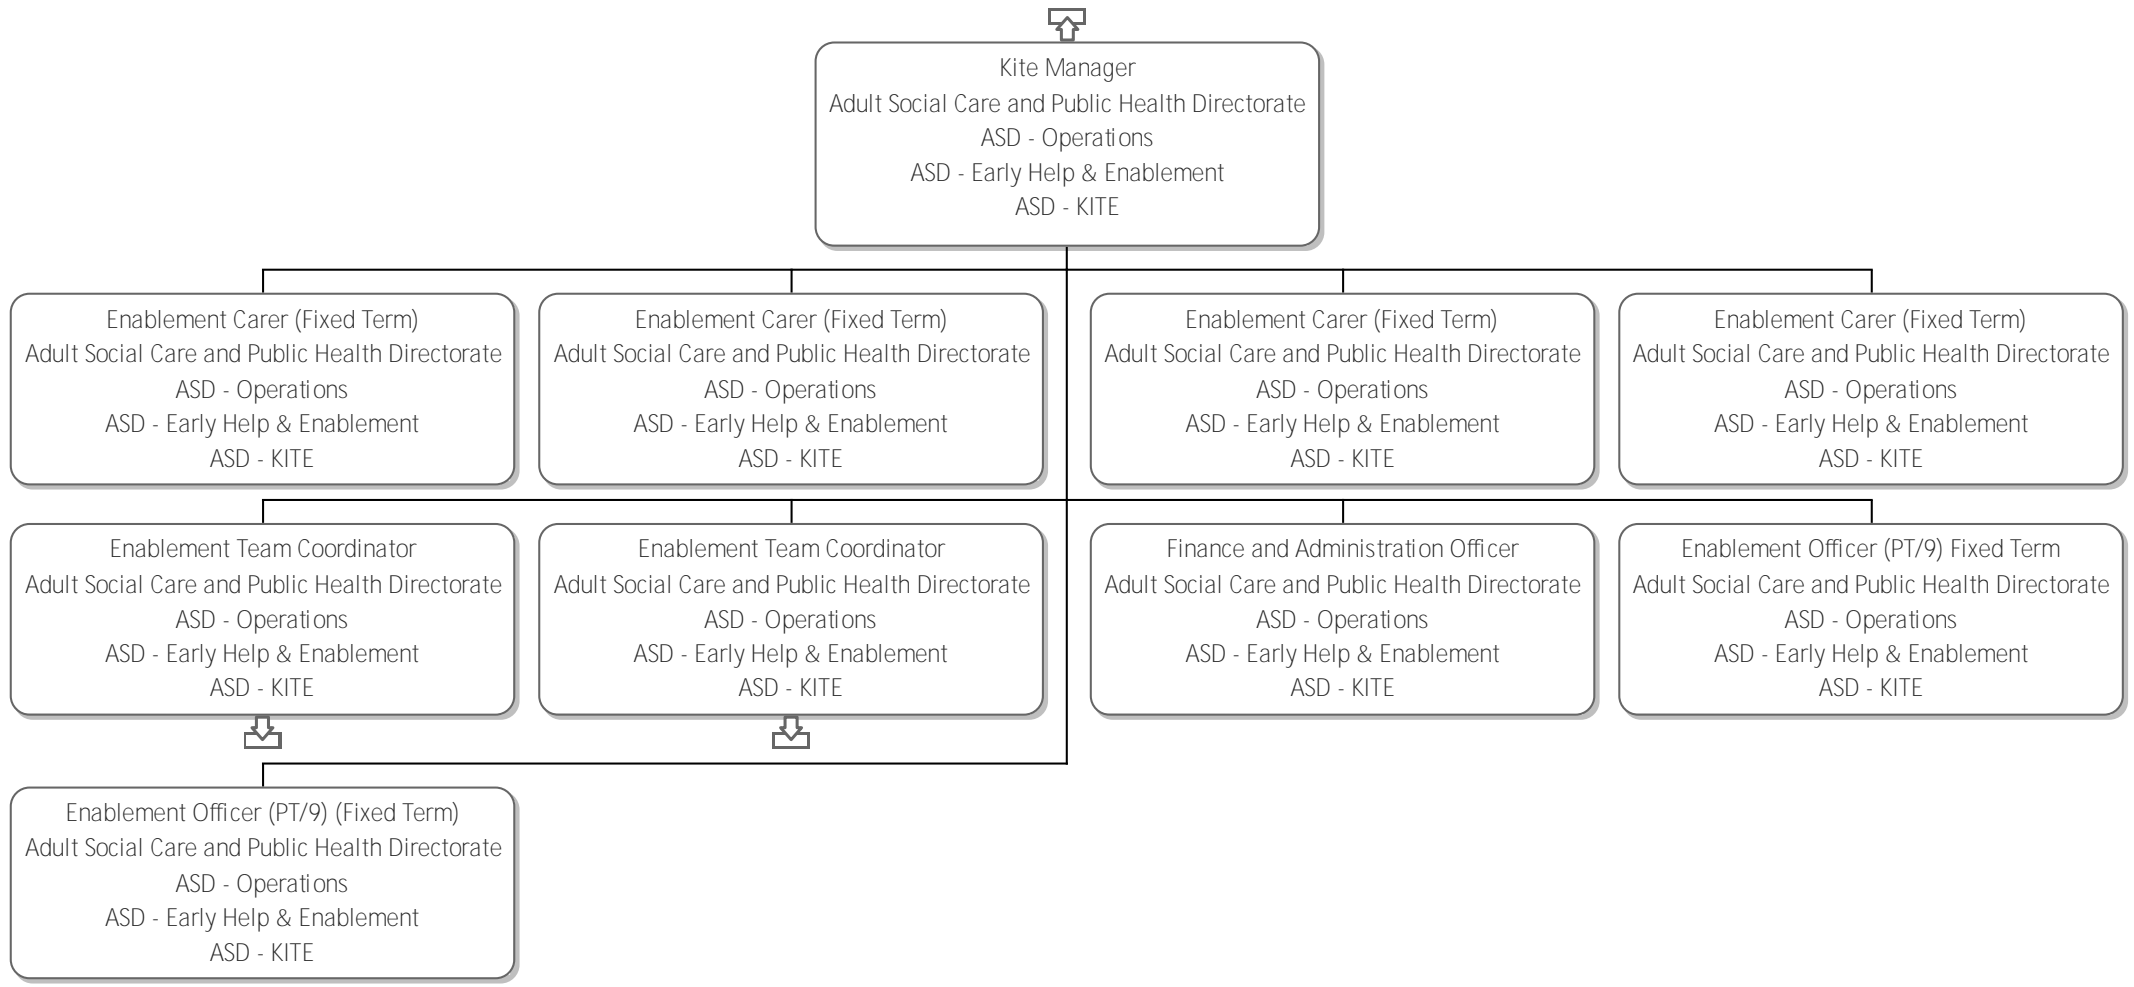 Kite Manager
Adult Social Care and Public Health Directorate
ASD - Operations
ASD - Early Help & Enablement
ASD - KITE
Enablement Carer (Fixed Term)
Adult Social Care and Public Health Directorate
ASD - Operations
ASD - Early Help & Enablement
ASD - KITE
Enablement Carer (Fixed Term)
Adult Social Care and Public Health Directorate
ASD - Operations
ASD - Early Help & Enablement
ASD - KITE
Enablement Carer (Fixed Term)
Adult Social Care and Public Health Directorate
ASD - Operations
ASD - Early Help & Enablement
ASD - KITE
Enablement Carer (Fixed Term)
Adult Social Care and Public Health Directorate
ASD - Operations
ASD - Early Help & Enablement
ASD - KITE
Enablement Team Coordinator
Adult Social Care and Public Health Directorate
ASD - Operations
ASD - Early Help & Enablement
ASD - KITE
Enablement Team Coordinator
Adult Social Care and Public Health Directorate
ASD - Operations
ASD - Early Help & Enablement
ASD - KITE
Finance and Administration Officer
Adult Social Care and Public Health Directorate
ASD - Operations
ASD - Early Help & Enablement
ASD - KITE
Enablement Officer (PT/9) Fixed Term
Adult Social Care and Public Health Directorate
ASD - Operations
ASD - Early Help & Enablement
ASD - KITE
Enablement Officer (PT/9) (Fixed Term)
Adult Social Care and Public Health Directorate
ASD - Operations
ASD - Early Help & Enablement
ASD - KITE